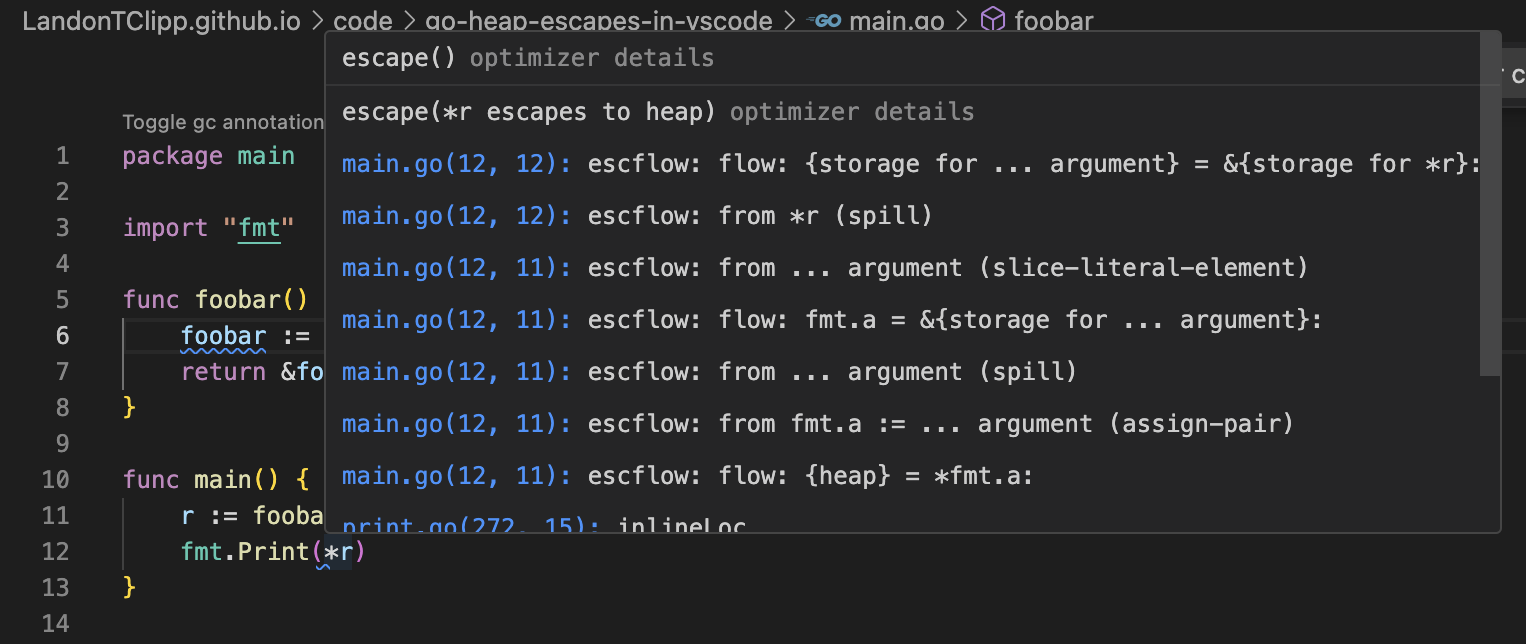 LandonTClipp.github.io > code > go-heap-escapes-in-vscode > GO main.go > foobar
escape() optimizer details
escape(*r escapes to heap) optimizer details
main.go(12, 12): escflow: flow: {storage for ... argument} = &{storage for *r}:
main.go(12, 12): escflow: from *r (spill)
main.go(12, 11): escflow: from ... argument (slice-literal-element)
main.go(12, 11): escflow: flow: fmt.a = &{storage for ... argument}:
main.go(12, 11): escflow: from ... argument (spill)
main.go(12, 11): escflow: from fmt.a := ... argument (assign-pair)
main.go(12, 11): escflow: flow: {heap} = *fmt.a:
print.go(272, 15): inlineLoc
Toggle gc annotation
1 package main
2
3 import "fmt"
4
5 func foobar()
6 foobar :=
7 return &fo
8 }
9
10 func main() {
11 r := fooba
12 fmt.Print(*r)
13 }
14